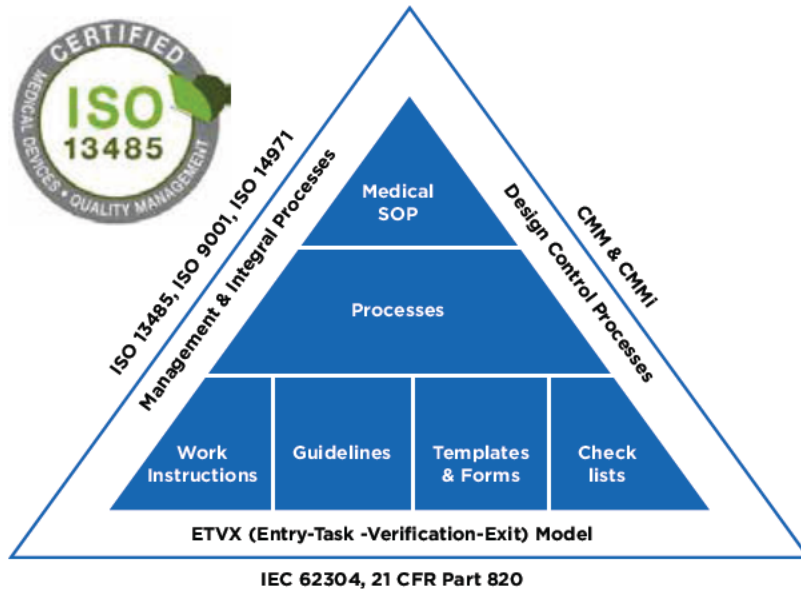 CERTIFIED
ISO
13485
MEDICAL DEVICES • QUALITY MANAGEMENT
ISO 13485, ISO 9001, ISO 14971
Management & Integral Processes
CMM & CMMi
Design Control Processes
Medical
SOP
Processes
Work
Instructions
Guidelines
Templates
& Forms
Check
lists
ETVX (Entry-Task -Verification-Exit) Model
IEC 62304, 21 CFR Part 820